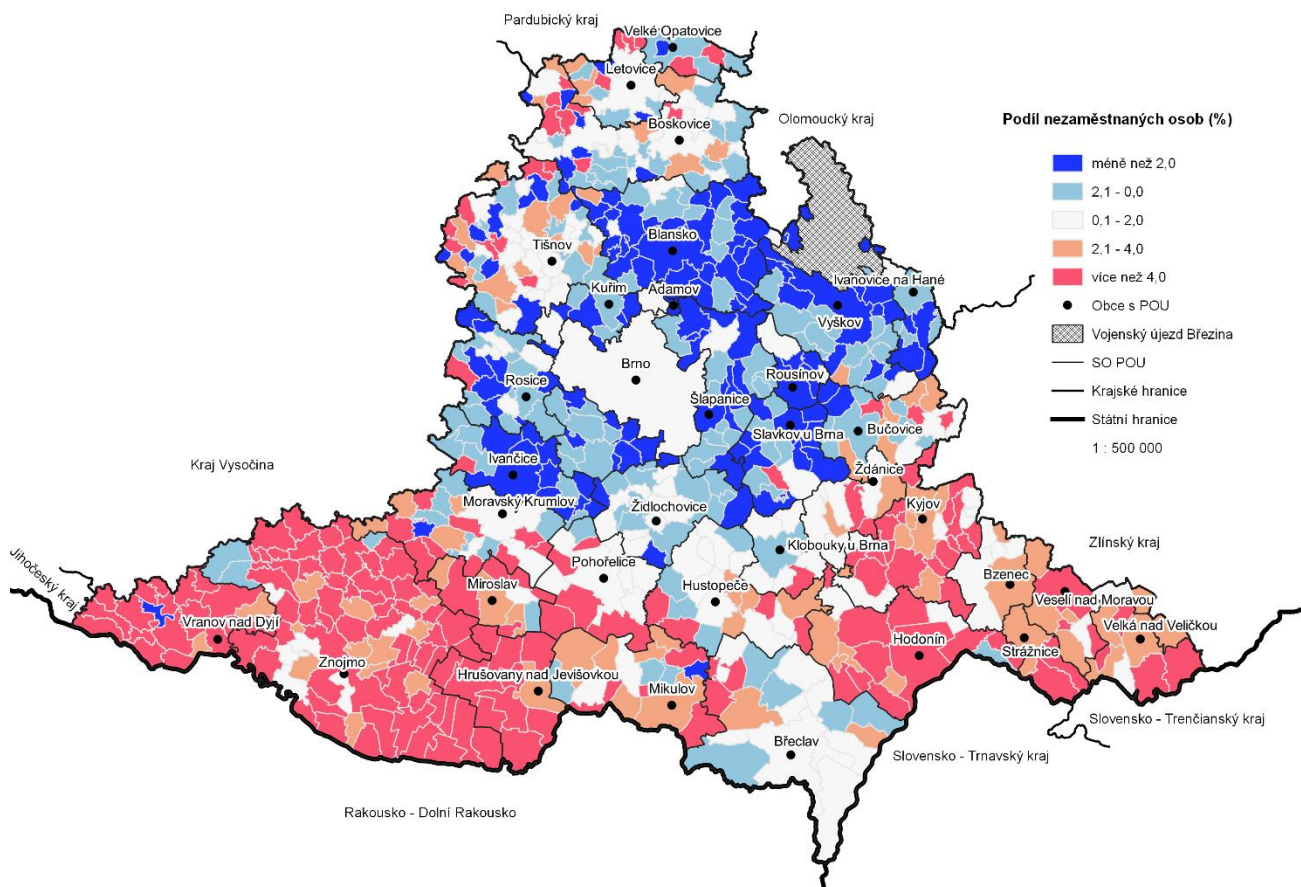 Pardubický kraj
Velké Opatovice
Letovice
Olomoucký kraj
Boskovice
Podíl nezaměstnaných osob (%)
méně než 2,0
2,1 - 0,0
0,1 - 2,0
2,1 - 4,0
více než 4,0
Obce s POU
Vojenský újezd Březina
SO POU
Krajské hranice
Státní hranice
1 : 500 000
Blansko
Tišnov
Ivanovice na Hané
Kuřim
Adamov
Vyškov
Brno
Rousínov
Rosice
Šlapanice
Slavkov u Brna
Bučovice
Kraj Vysočina
Ivančice
Ždánice
Moravský Krumlov
Židlochovice
Kyjov
Zlínský kraj
Klobouky u Brna
Jihočeský kraj
Pohořelice
Bzenec
Miroslav
Hustopeče
Veselí nad Moravou
Vranov nad Dyjí
Velká nad Veličkou
Strážnice
Hodonín
Znojmo
Hrušovany nad Jevišovkou
Mikulov
Slovensko - Trenčianský kraj
Břeclav
Slovensko - Trnavský kraj
Rakousko - Dolní Rakousko